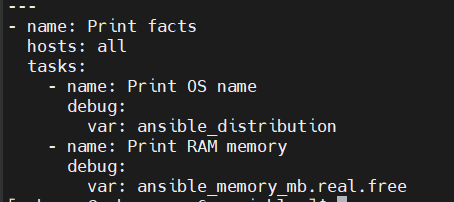 ---
- name: Print facts
  hosts: all
  tasks:
    - name: Print OS name
      debug:
        var: ansible_distribution
    - name: Print RAM memory
      debug:
        var: ansible_memory_mb.real.free